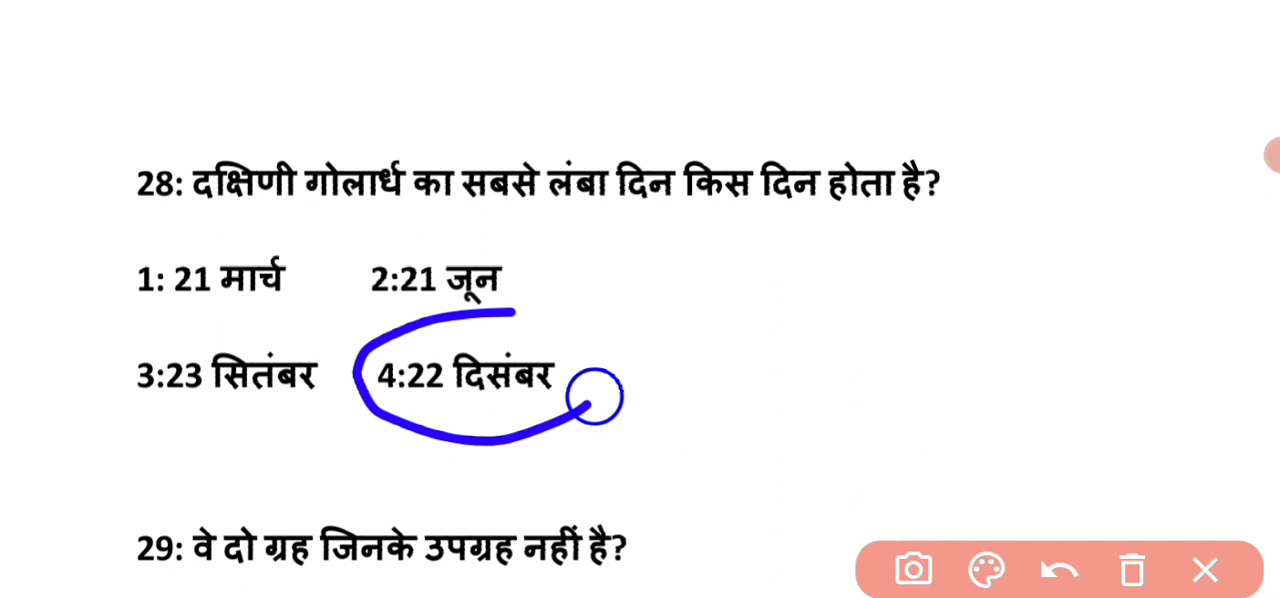 28: दक्षिणी गोलार्ध का सबसे लंबा दिन किस दिन होता है?
1: 21 मार्च 2:21 जून
3:23 सितंबर 4:22 दिसंबर
29: वे दो ग्रह जिनके उपग्रह नहीं है?